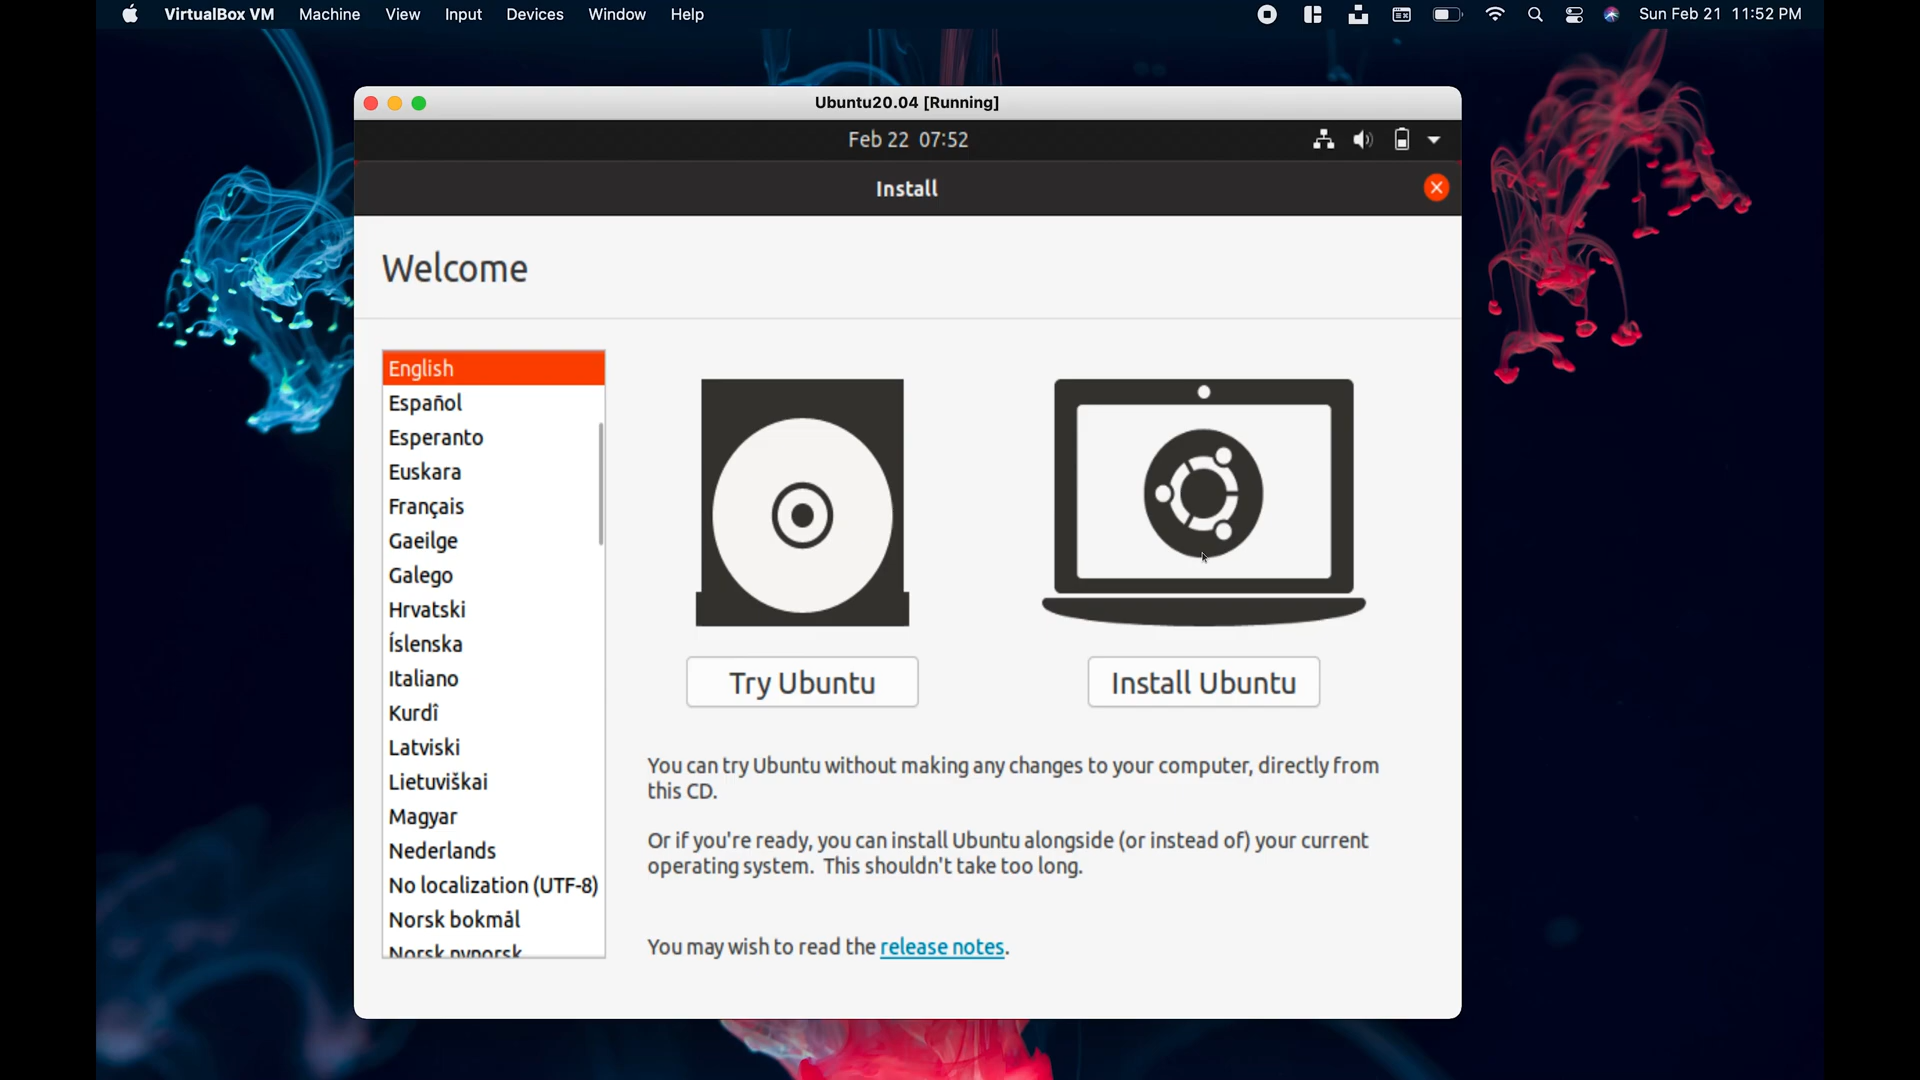 VirtualBox VM Machine View Input Devices Window Help Sun Feb 21 11:52 PM
Ubuntu20.04 [Running]
Feb 22 07:52
Install
Welcome
English
Español
Esperanto
Euskara
Français
Gaeilge
Galego
Hrvatski
Íslenska
Italiano
Kurdî
Latviski
Lietuviškai
Magyar
Nederlands
No localization (UTF-8)
Norsk bokmål
Norsk nynorsk
Try Ubuntu
Install Ubuntu
You can try Ubuntu without making any changes to your computer, directly from
this CD.
Or if you're ready, you can install Ubuntu alongside (or instead of) your current
operating system. This shouldn't take too long.
You may wish to read the release notes.